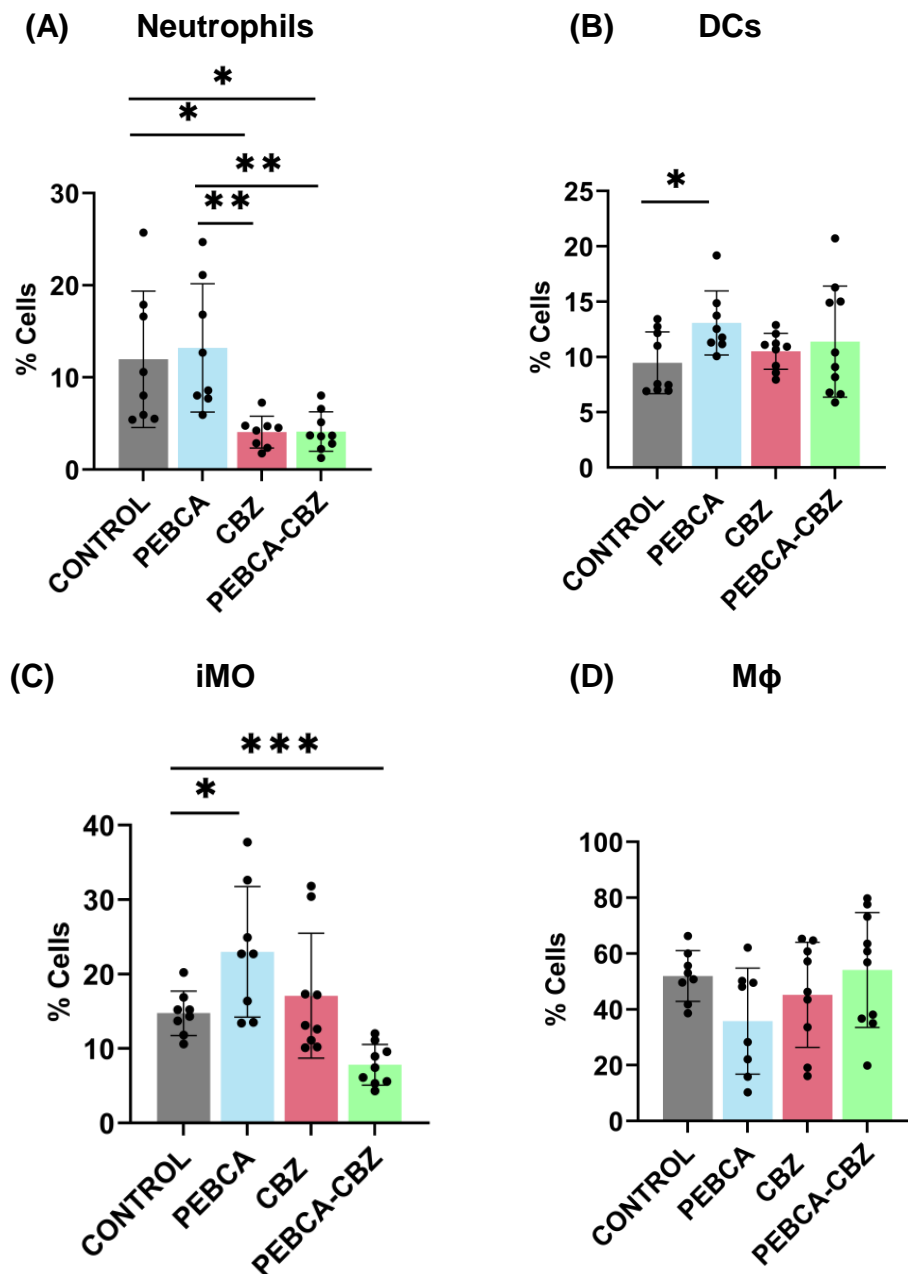 (A) Neutrophils
*
*
**
**
% Cells
30
20
10
0
CONTROL
PEBCA
CBZ
PEBCA-CBZ
(B) DCs
*
% Cells
25
20
15
10
5
0
CONTROL
PEBCA
CBZ
PEBCA-CBZ
(C) iMO
***
*
% Cells
40
30
20
10
0
CONTROL
PEBCA
CBZ
PEBCA-CBZ
(D) Mϕ
% Cells
100
80
60
40
20
0
CONTROL
PEBCA
CBZ
PEBCA-CBZ